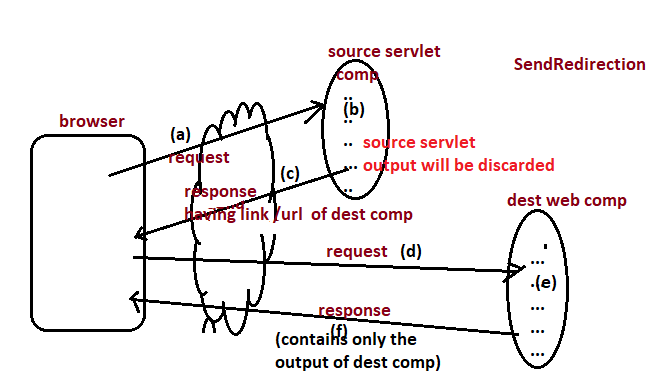 source servlet
comp
SendRedirection
browser
(a)
(b)
request
source servlet
output will be discarded
(c)
response
having link /url of dest comp
dest web comp
request (d)
(e)
response
(f)
(contains only the
output of dest comp)